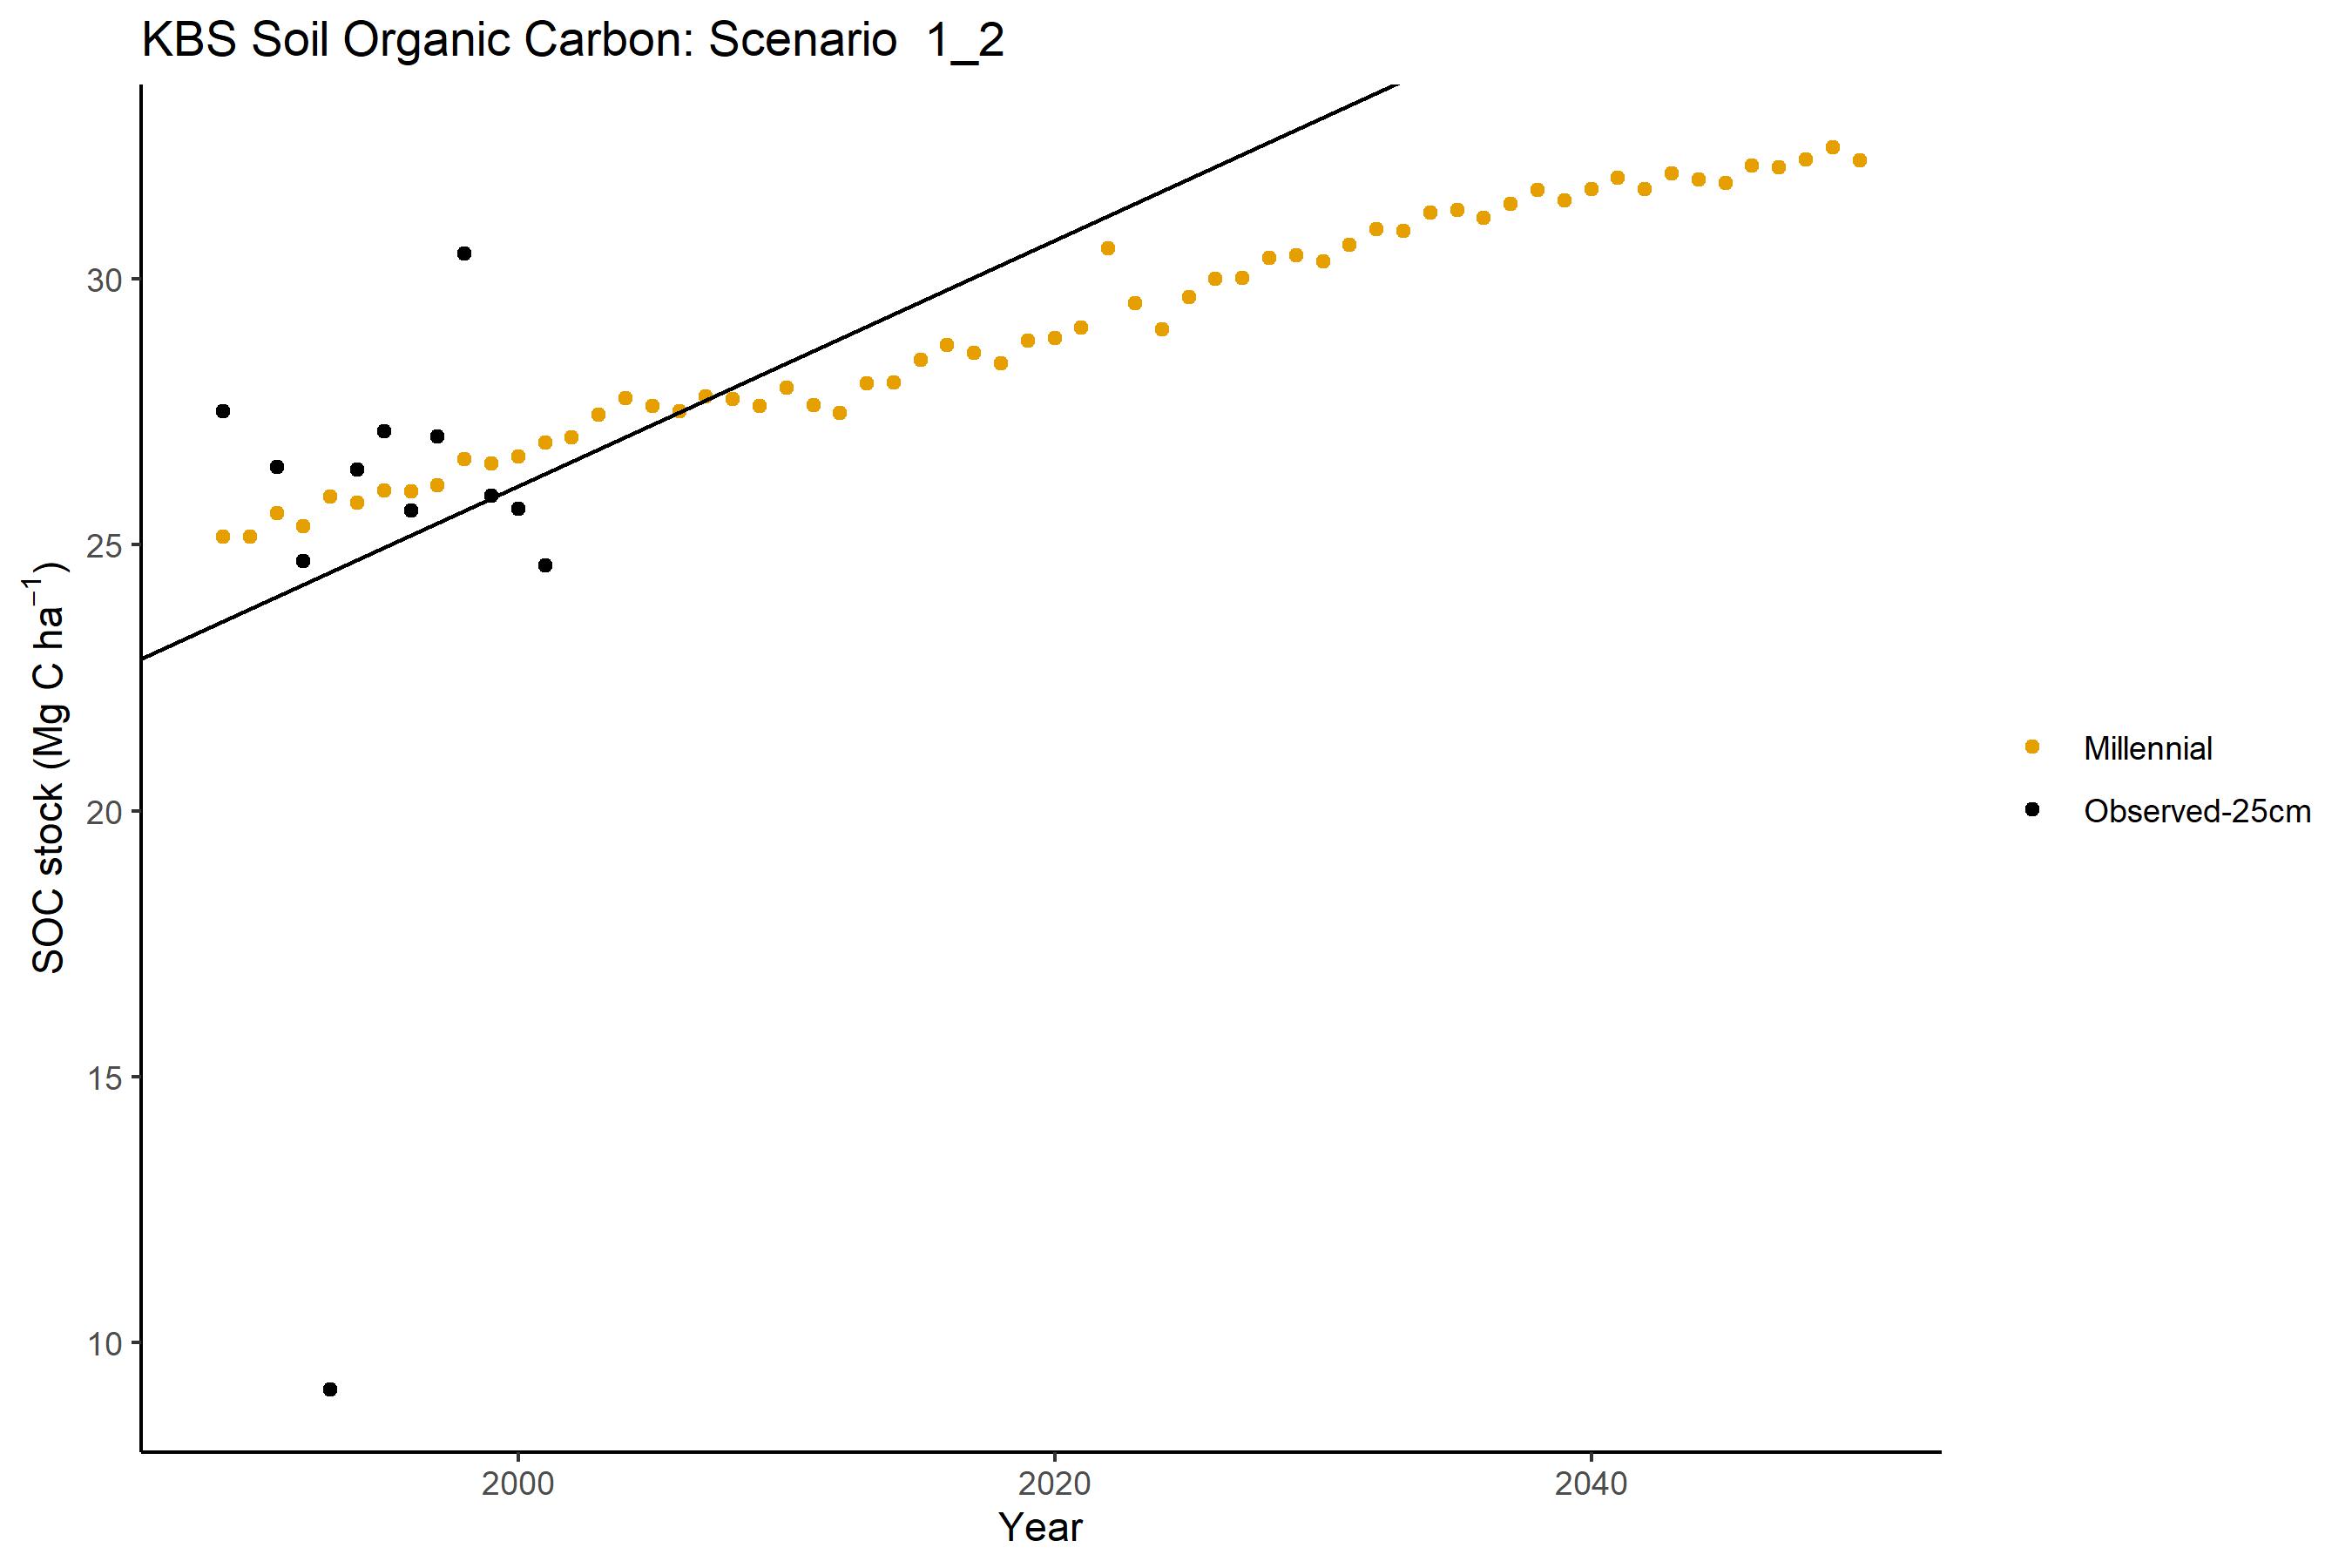 KBS Soil Organic Carbon: Scenario  1_2
SOC stock (Mg C ha⁻¹)
30
25
20
15
10
2000
2020
2040
Year
Millennial
Observed-25cm